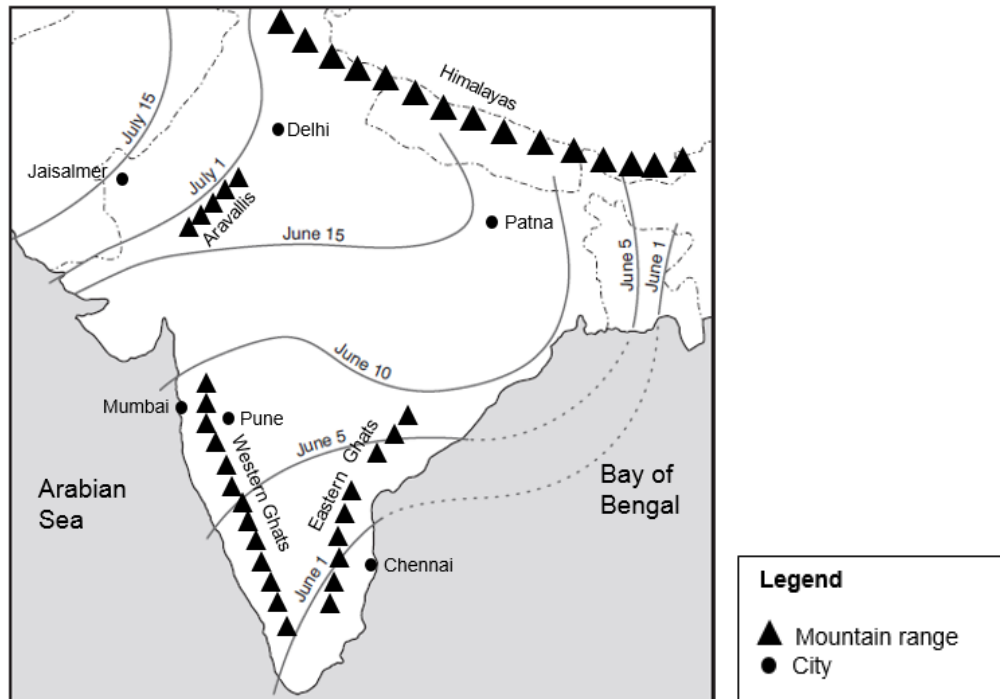 Himalayas
July 15
Delhi
Jaisalmer
July 1
Aravallis
Patna
June 15
June 5
June 1
June 10
Mumbai
Pune
June 5
Western Ghats
Eastern Ghats
Arabian
Sea
Bay of
Bengal
June 1
Chennai
Legend
Mountain range
City